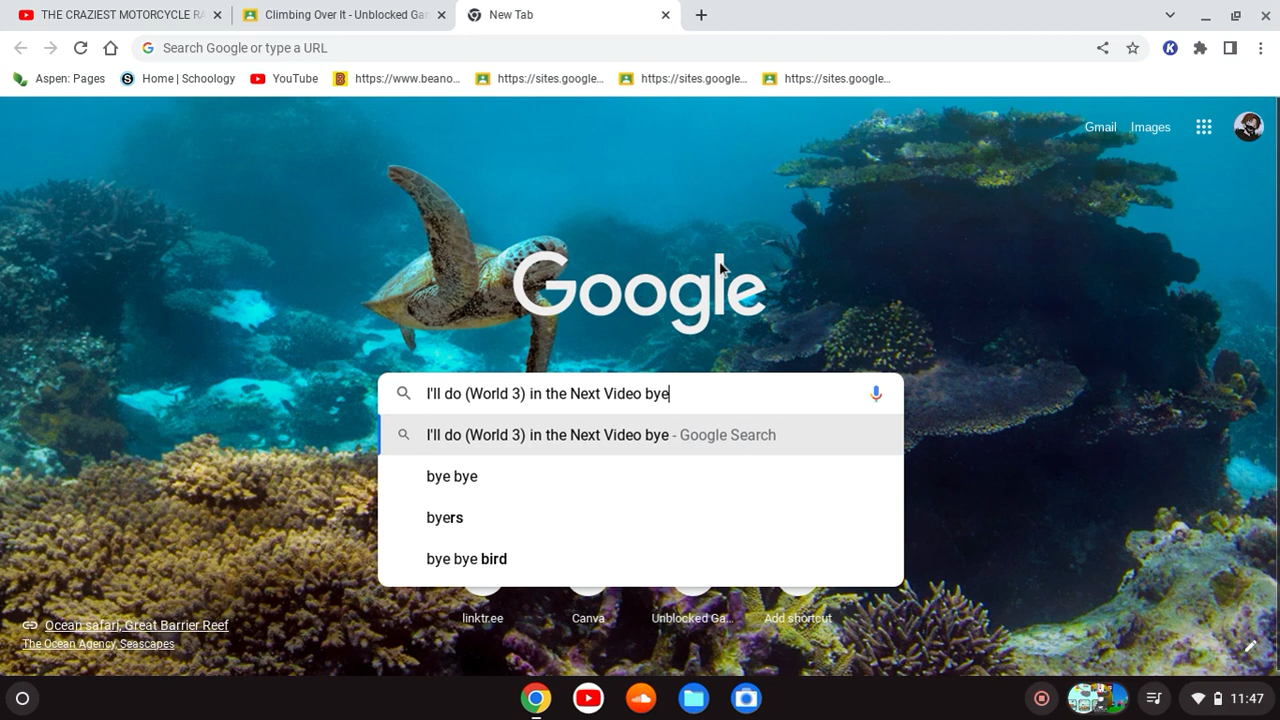 THE CRAZIEST MOTORCYCLE RA
Climbing Over It - Unblocked Gar
New Tab
Search Google or type a URL
Aspen: Pages
Home | Schoology
YouTube
https://www.beano...
https://sites.google...
https://sites.google...
https://sites.google...
Gmail
Images
Google
I'll do (World 3) in the Next Video bye
I'll do (World 3) in the Next Video bye - Google Search
bye bye
byers
bye bye bird
linktr.ee
Canva
Unblocked Ga...
Add shortcut
Ocean safari, Great Barrier Reef
The Ocean Agency, Seascapes
11:47